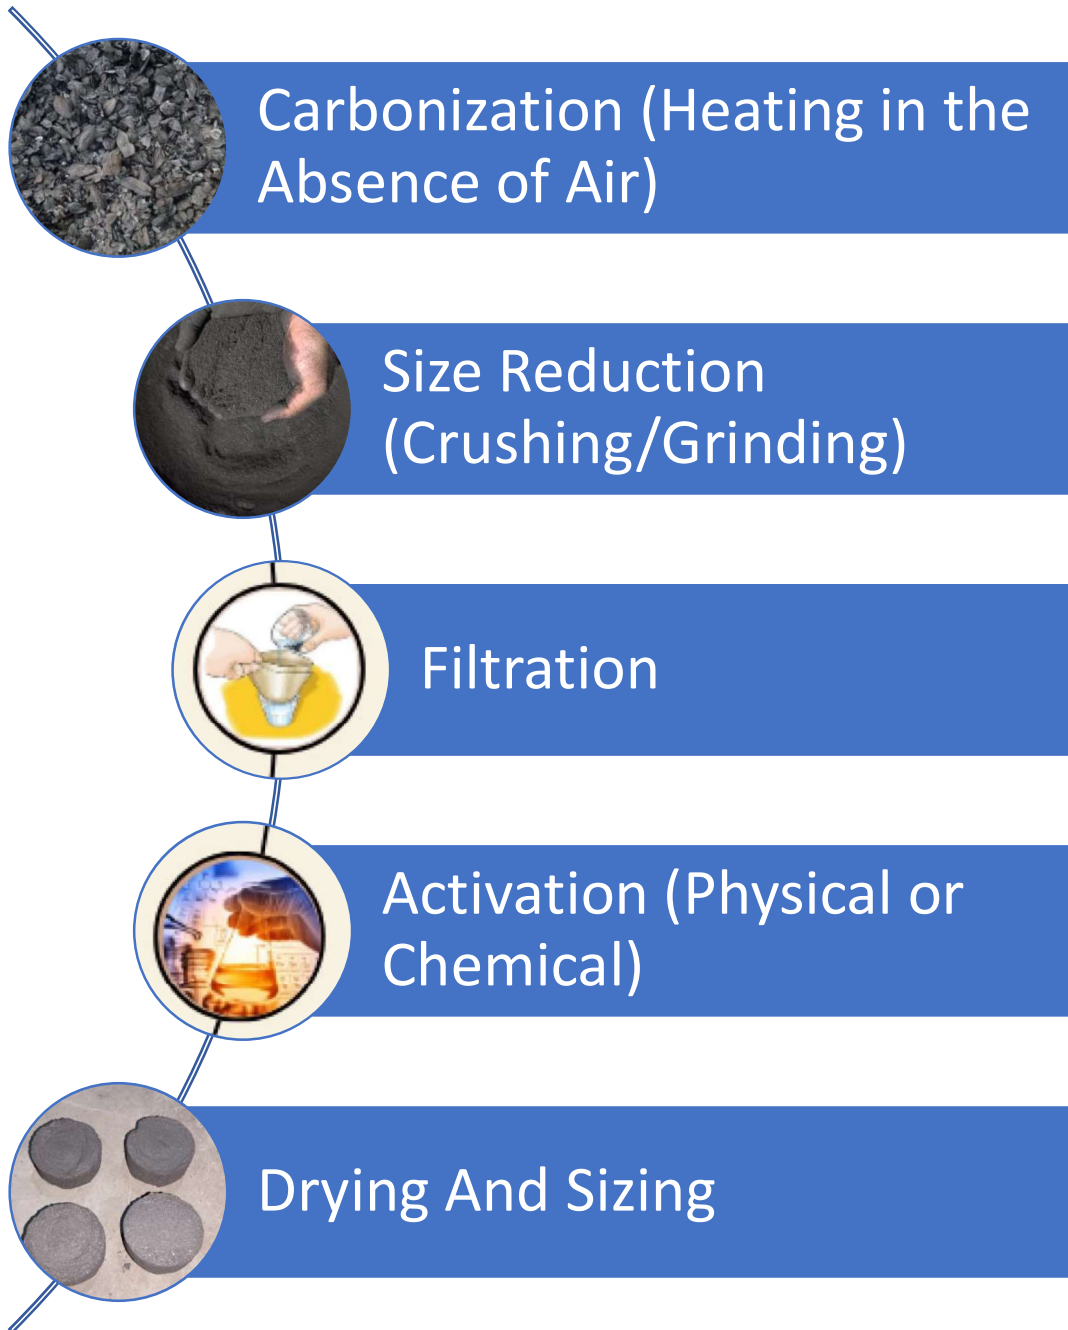 Carbonization (Heating in the
Absence of Air)
Size Reduction
(Crushing/Grinding)
Filtration
Activation (Physical or
Chemical)
Drying And Sizing